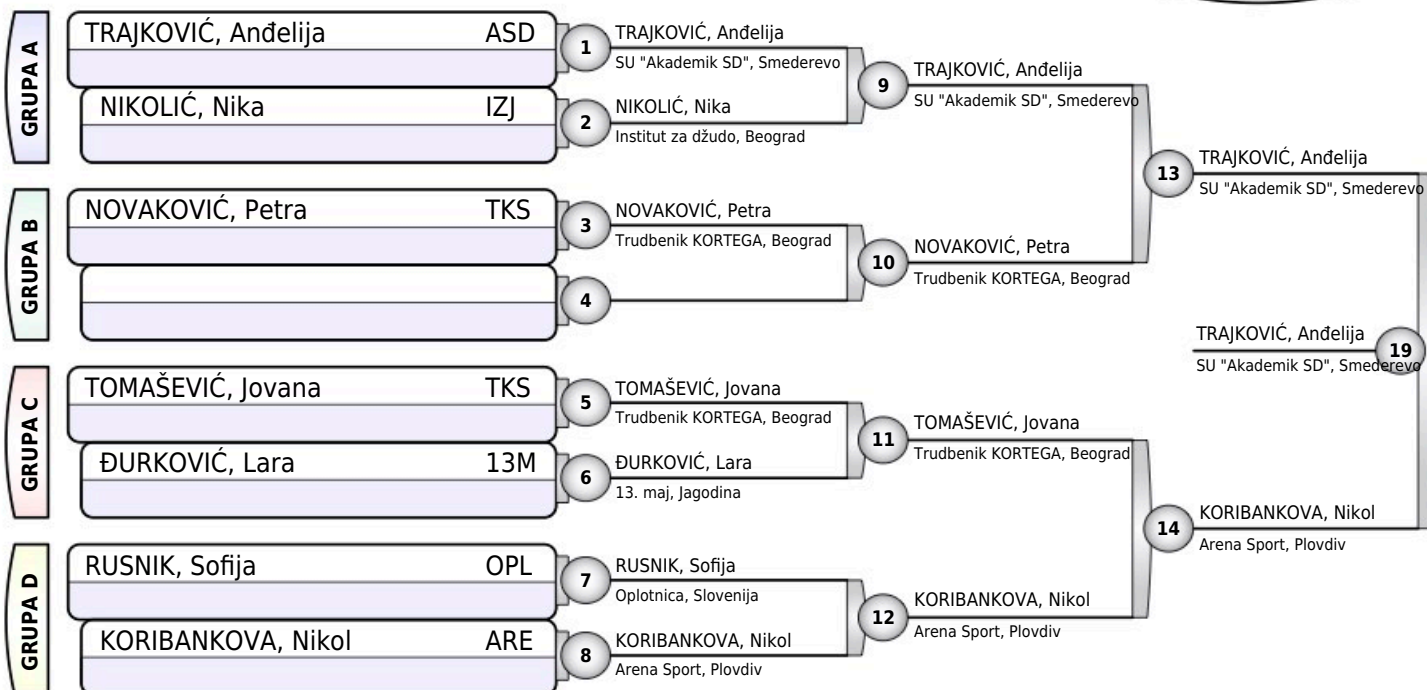 GRUPA A
TRAJKOVIĆ, Anđelija ASD
NIKOLIĆ, Nika IZJ
GRUPA B
NOVAKOVIĆ, Petra TKS
GRUPA C
TOMAŠEVIĆ, Jovana TKS
ĐURKOVIĆ, Lara 13M
GRUPA D
RUSNIK, Sofija OPL
KORIBANKOVA, Nikol ARE
1
TRAJKOVIĆ, Anđelija
SU "Akademik SD", Smederevo
2
NIKOLIĆ, Nika
Institut za džudo, Beograd
3
NOVAKOVIĆ, Petra
Trudbenik KORTEGA, Beograd
4
5
TOMAŠEVIĆ, Jovana
Trudbenik KORTEGA, Beograd
6
ĐURKOVIĆ, Lara
13. maj, Jagodina
7
RUSNIK, Sofija
Oplotnica, Slovenija
8
KORIBANKOVA, Nikol
Arena Sport, Plovdiv
9
TRAJKOVIĆ, Anđelija
SU "Akademik SD", Smederevo
10
NOVAKOVIĆ, Petra
Trudbenik KORTEGA, Beograd
11
TOMAŠEVIĆ, Jovana
Trudbenik KORTEGA, Beograd
12
KORIBANKOVA, Nikol
Arena Sport, Plovdiv
13
TRAJKOVIĆ, Anđelija
SU "Akademik SD", Smederevo
14
KORIBANKOVA, Nikol
Arena Sport, Plovdiv
TRAJKOVIĆ, Anđelija
SU "Akademik SD", Smederevo
19